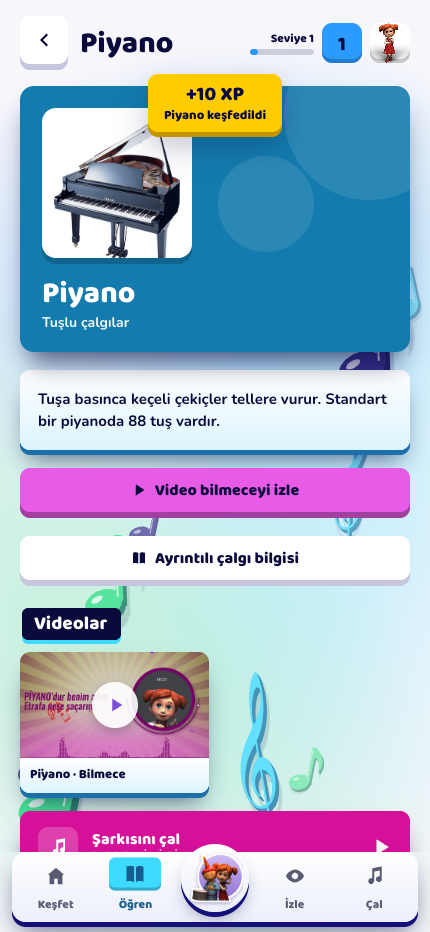 Piyano
Seviye 1
1
+10 XP
Piyano keşfedildi
Piyano
Tuşlu çalgılar
Tuşa basınca keçeli çekiçler tellere vurur. Standart
bir piyanoda 88 tuş vardır.
Video bilmeceyi izle
Ayrıntılı çalgı bilgisi
Videolar
PİYANO'dur benim
Etrafa neşe saçarım
Piyano · Bilmece
Şarkısını çal
Keşfet
Öğren
İzle
Çal